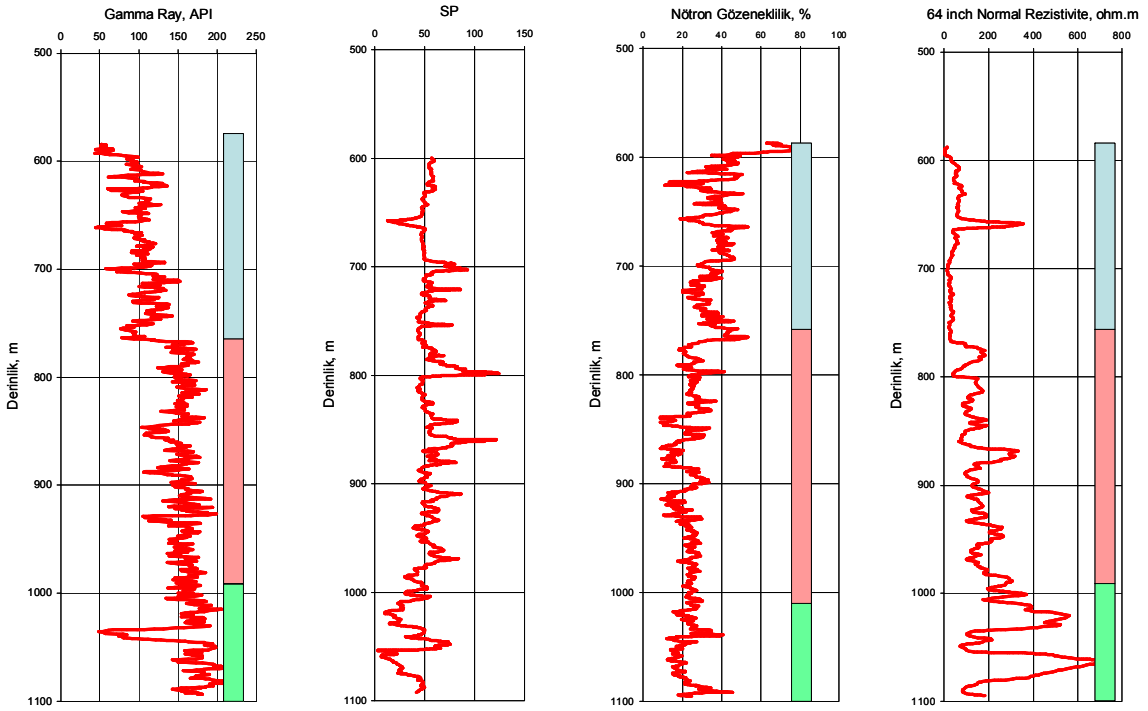 Gamma Ray, API
0 50 100 150 200 250
500
600
700
800
900
1000
1100
Derinlik, m
SP
0 50 100 150
500
600
700
800
900
1000
1100
Derinlik, m
Nötron Gözeneklilik, %
0 20 40 60 80 100
500
600
700
800
900
1000
1100
Derinlik, m
64 inch Normal Rezistivite, ohm.m
0 200 400 600 800
500
600
700
800
900
1000
1100
Derinlik, m